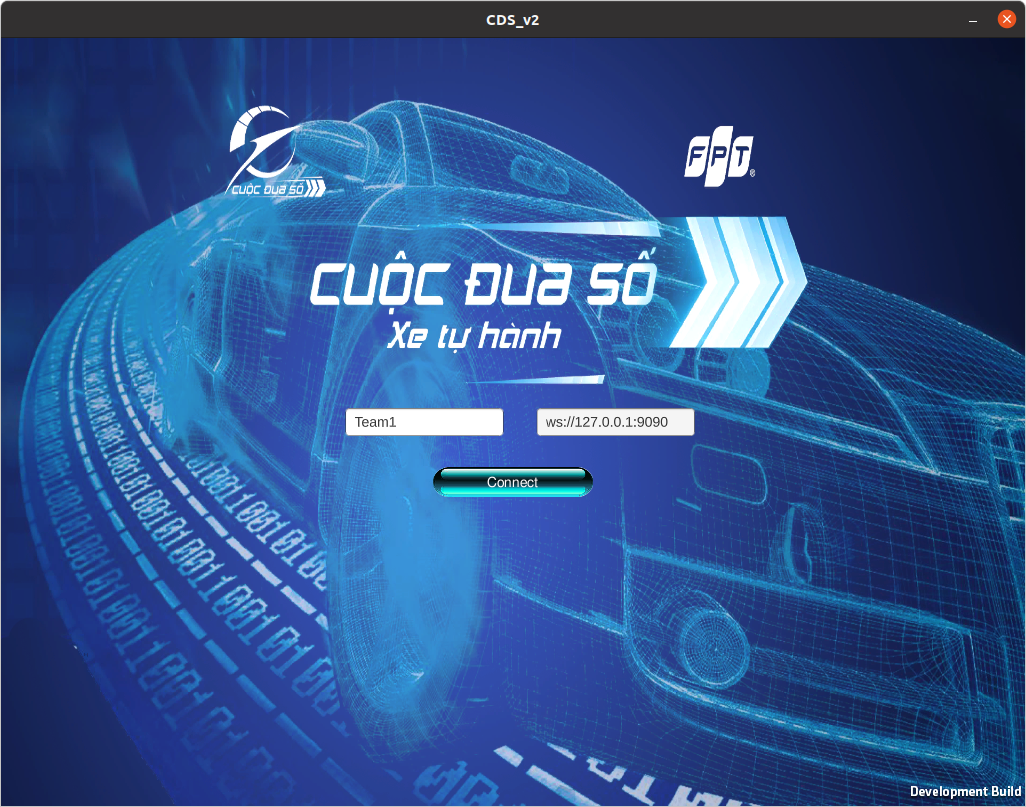 CDS_v2
CUỘC ĐUA SỐ
FPT
CUỘC ĐUA SỐ
Xe tự hành
Team1
ws://127.0.0.1:9090
Connect
Development Build